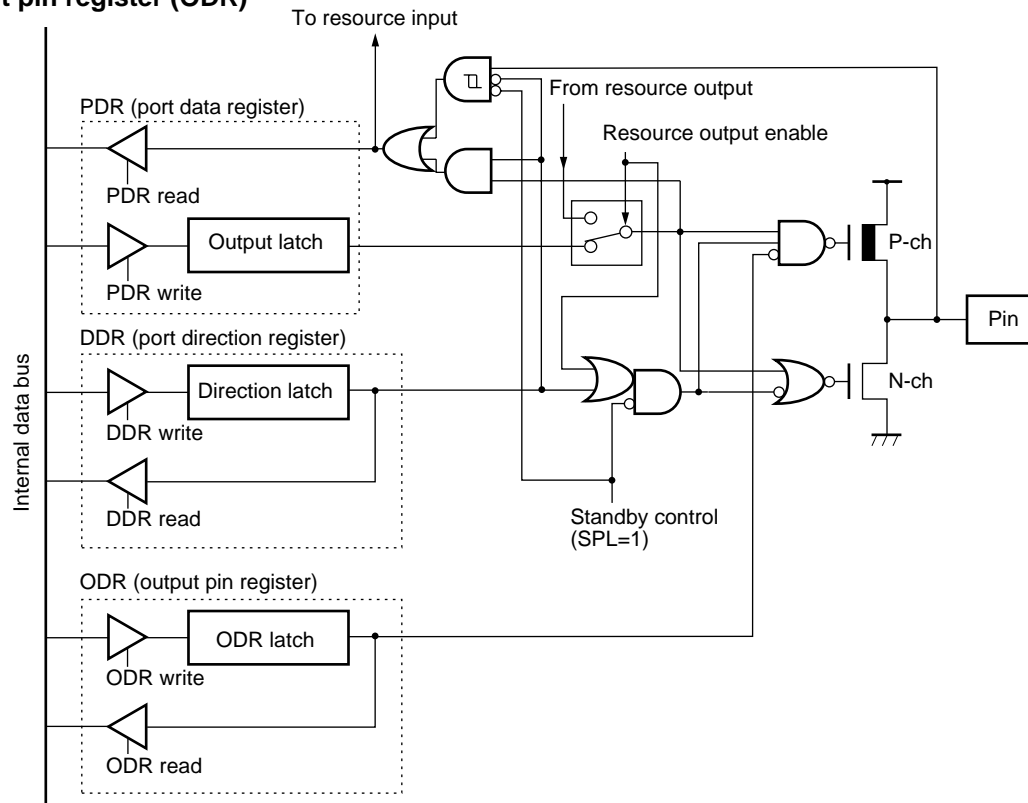 t pin register (ODR)
To resource input
PDR (port data register)
From resource output
Resource output enable
PDR read
Output latch
P-ch
PDR write
Pin
DDR (port direction register)
Direction latch
N-ch
DDR write
Internal data bus
DDR read
Standby control
(SPL=1)
ODR (output pin register)
ODR latch
ODR write
ODR read